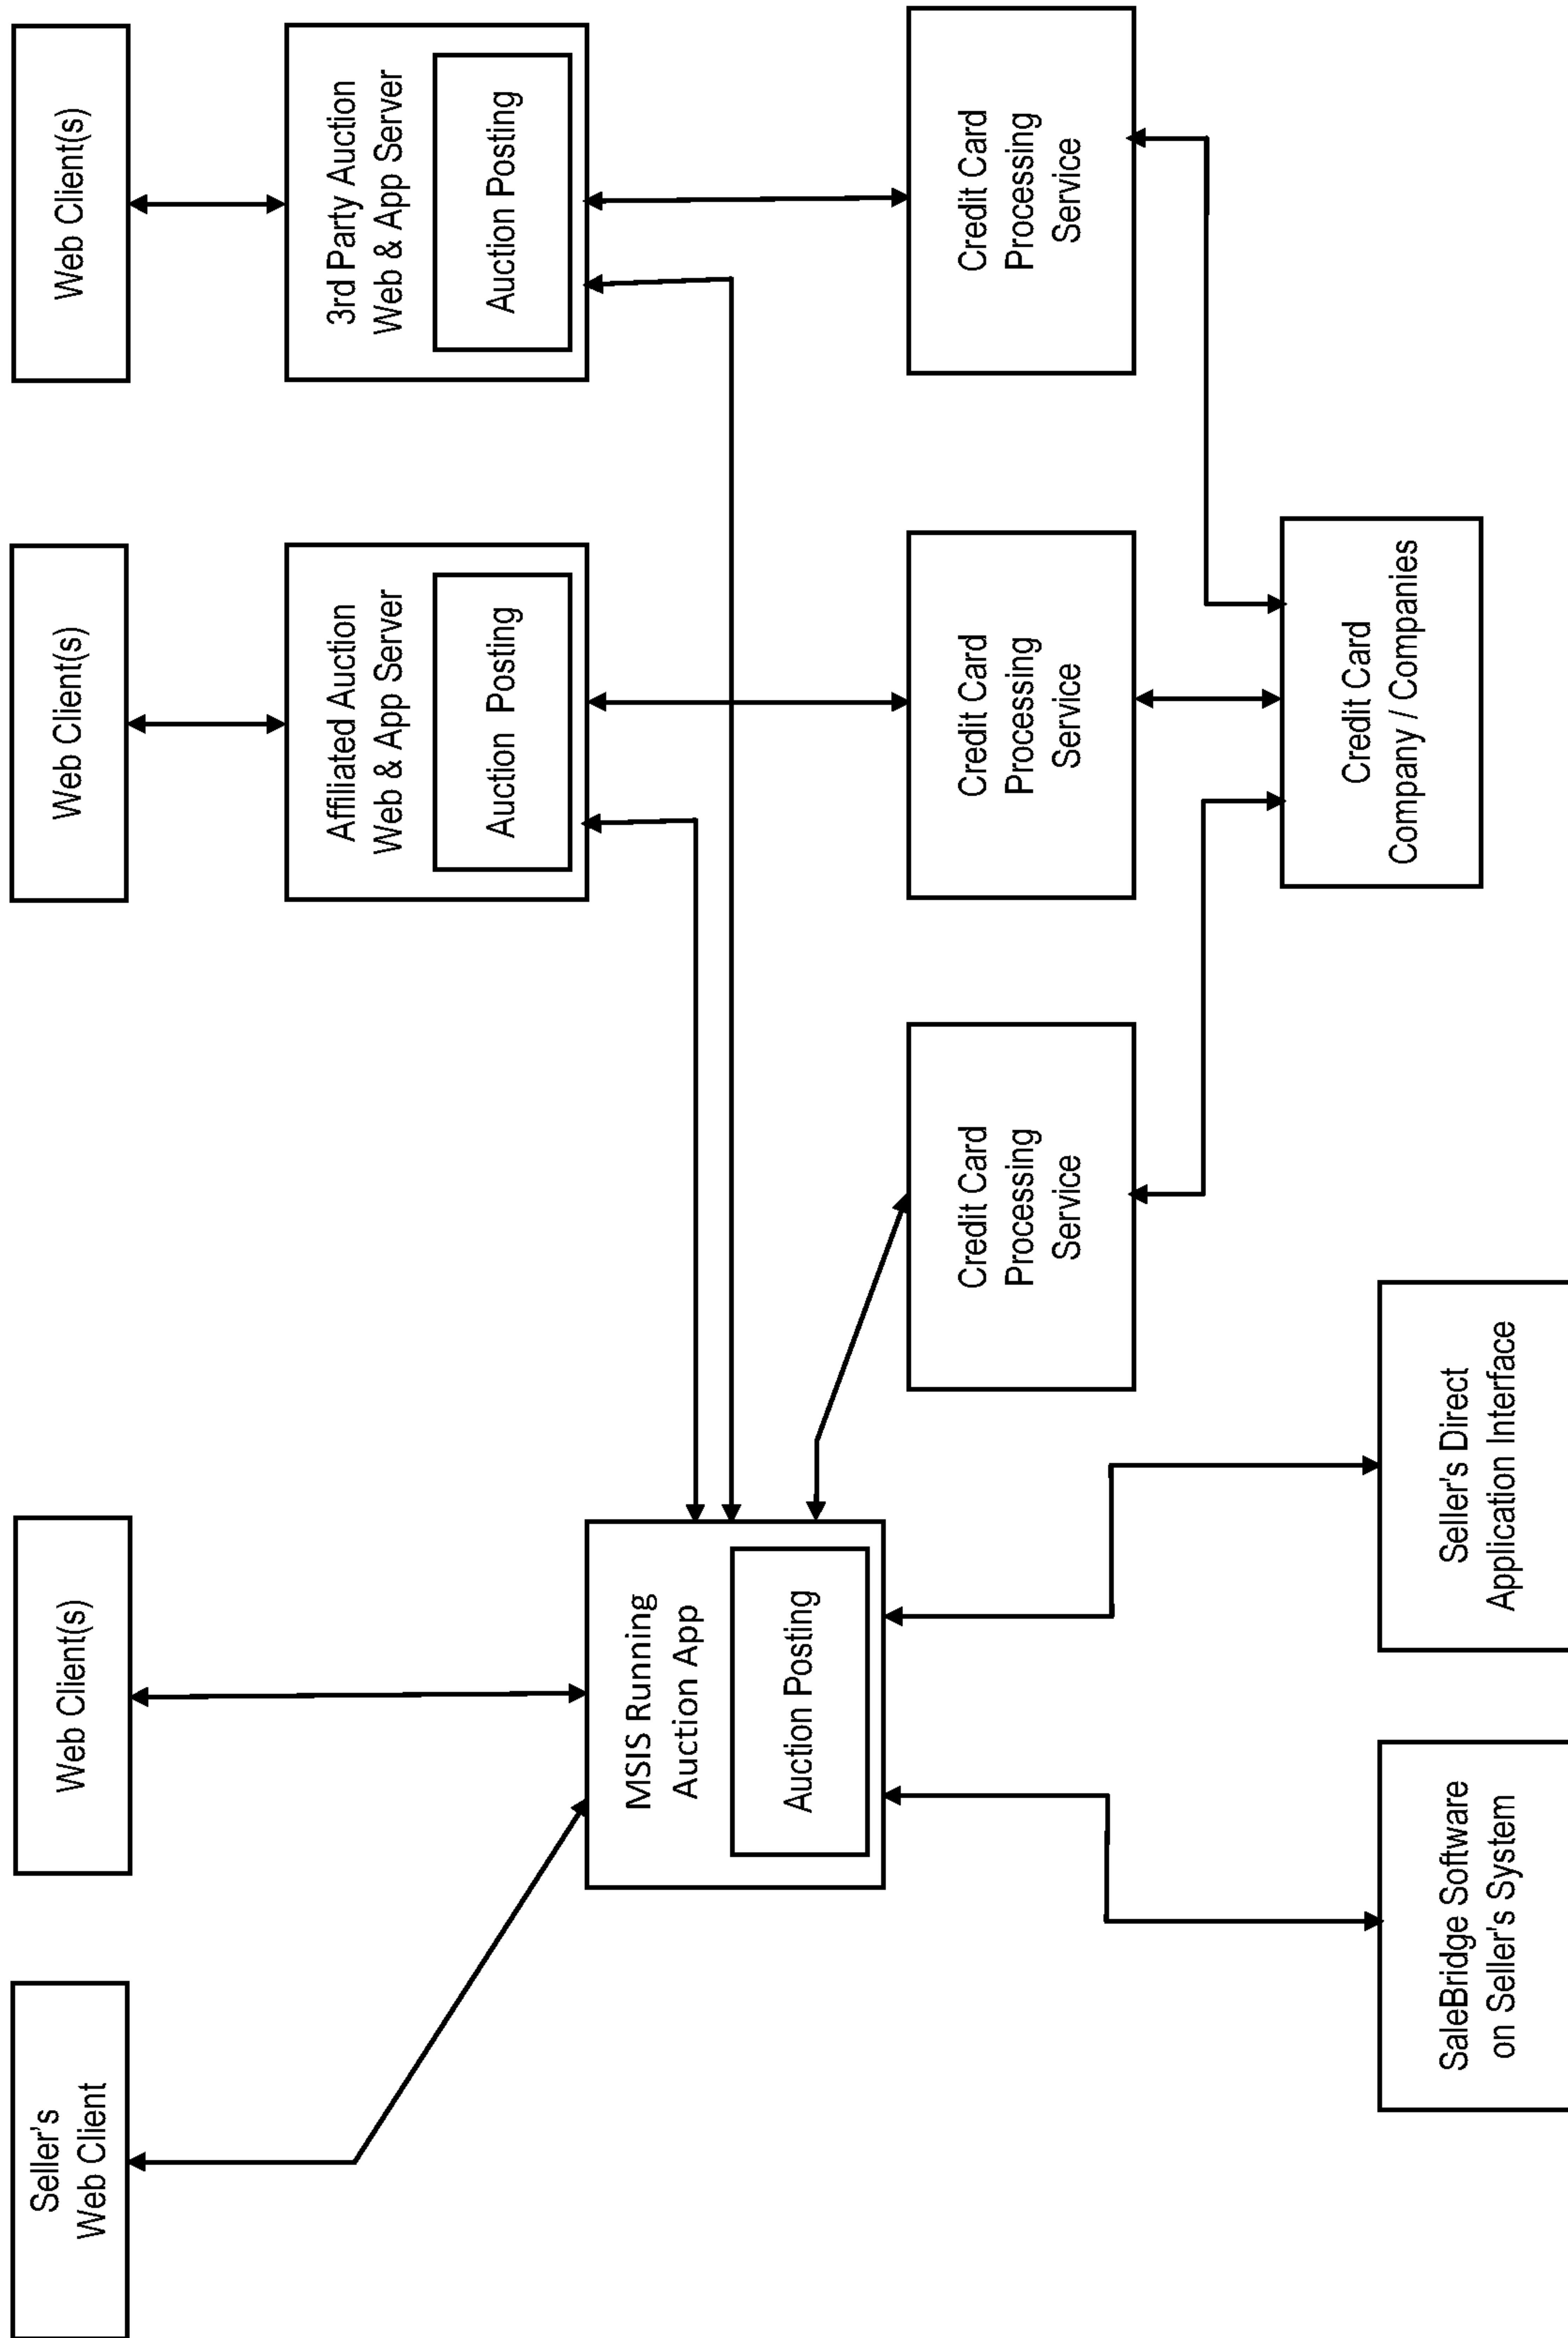 Seller's
Web Client
Web Client(s)
Web Client(s)
Web Client(s)
Affiliated Auction
Web & App Server
Auction Posting
3rd Party Auction
Web & App Server
Auction Posting
MSIS Running
Auction App
Auction Posting
Credit Card
Processing
Service
Credit Card
Processing
Service
Credit Card
Processing
Service
SaleBridge Software
on Seller's System
Seller's Direct
Application Interface
Credit Card
Company / Companies